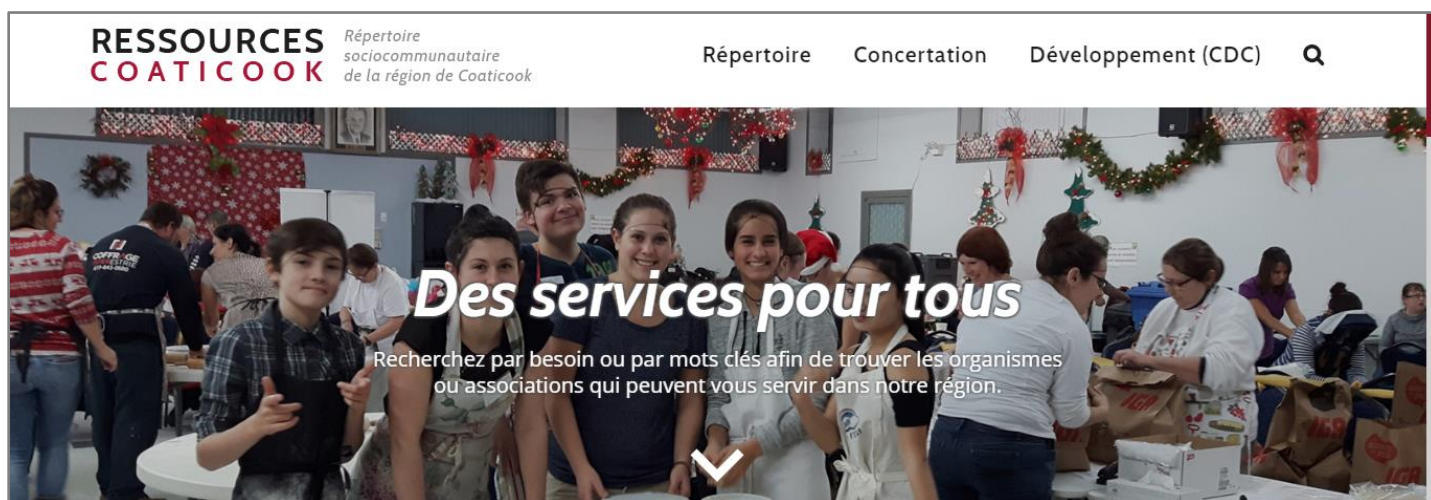 RESSOURCES
COATICOOK
Répertoire
sociocommunautaire
de la région de Coaticook
Répertoire
Concertation
Développement (CDC)
COFFRAGE
Des services pour tous
Recherchez par besoin ou par mots clés afin de trouver les organismes
ou associations qui peuvent vous servir dans notre région.
IGA
IGA
IGA